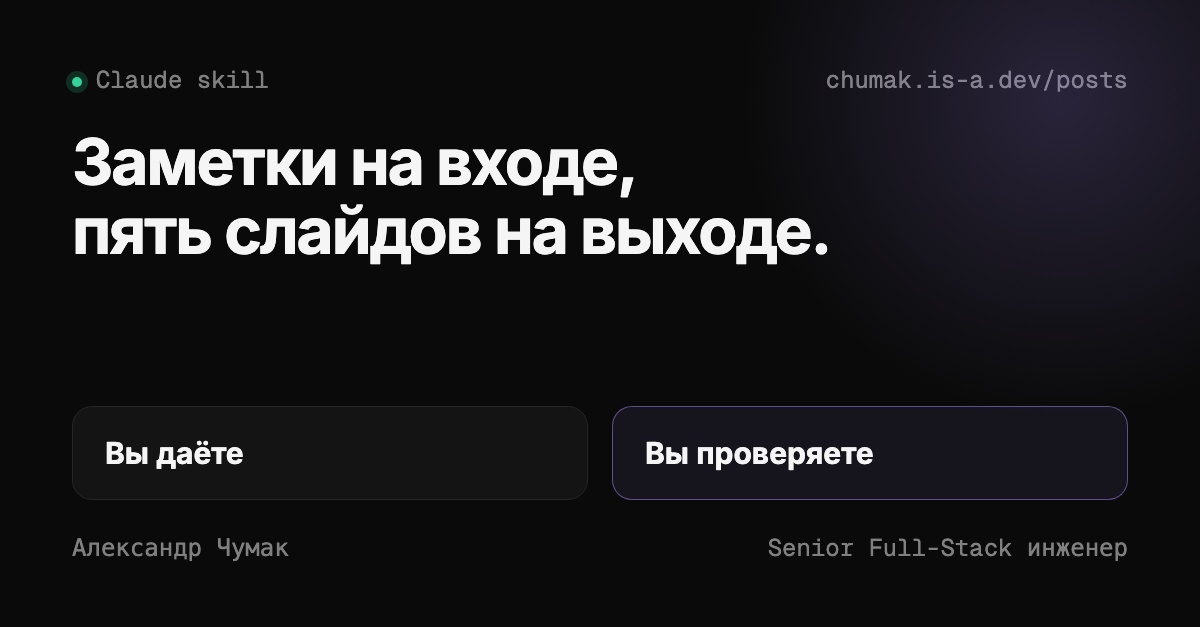 Claude skill
chumak.is-a.dev/posts
Заметки на входе,
пять слайдов на выходе.
Вы даёте
Вы проверяете
Александр Чумак
Senior Full-Stack инженер